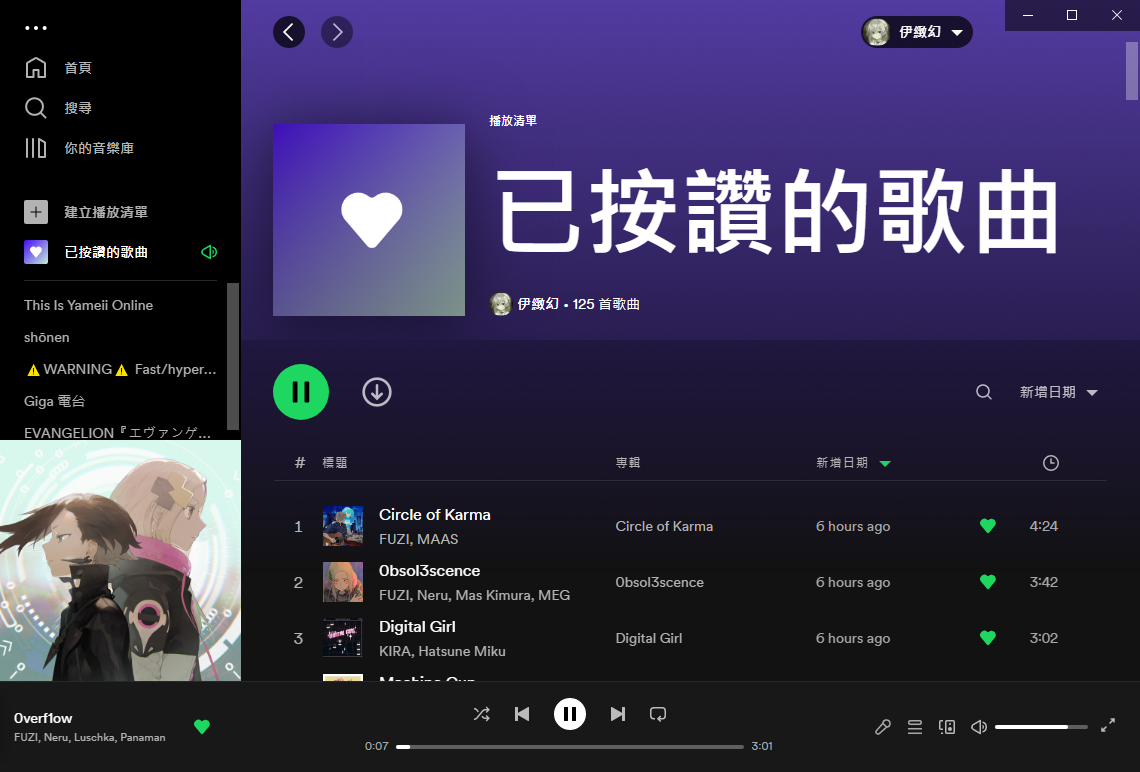 首頁
搜尋
你的音樂庫
建立播放清單
已按讚的歌曲
This Is Yameii Online
shōnen
⚠WARNING⚠ Fast/hyper...
Giga 電台
EVANGELION『エヴァンゲ...
伊緻幻
播放清單
已按讚的歌曲
伊緻幻 • 125 首歌曲
新增日期
# 標題 專輯 新增日期
1 Circle of Karma Circle of Karma 6 hours ago 4:24
FUZI, MAAS
2 0bsol3scence 0bsol3scence 6 hours ago 3:42
FUZI, Neru, Mas Kimura, MEG
3 Digital Girl Digital Girl 6 hours ago 3:02
KIRA, Hatsune Miku
0verf1ow
FUZI, Neru, Luschka, Panaman
0:07 3:01